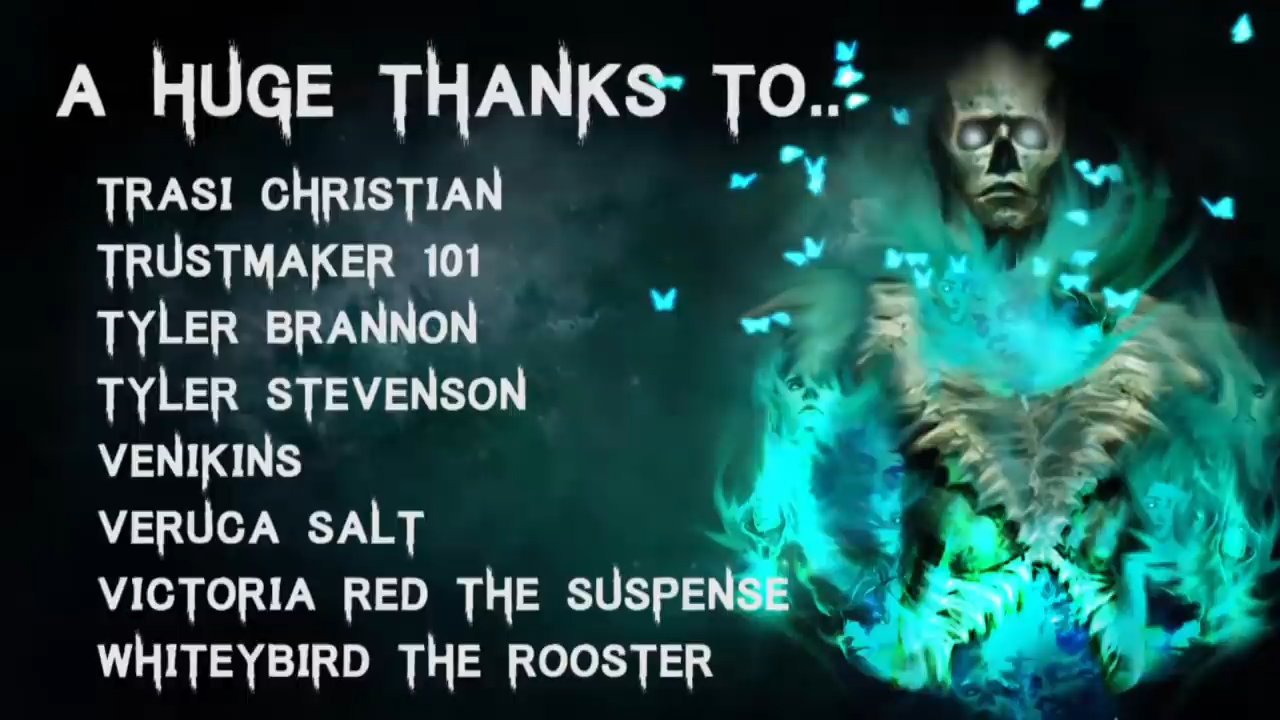 A HUGE THANKS TO..
TRASI CHRISTIAN
TRUSTMAKER 101
TYLER BRANNON
TYLER STEVENSON
VENIKINS
VERUCA SALT
VICTORIA RED THE SUSPENSE
WHITEYBIRD THE ROOSTER